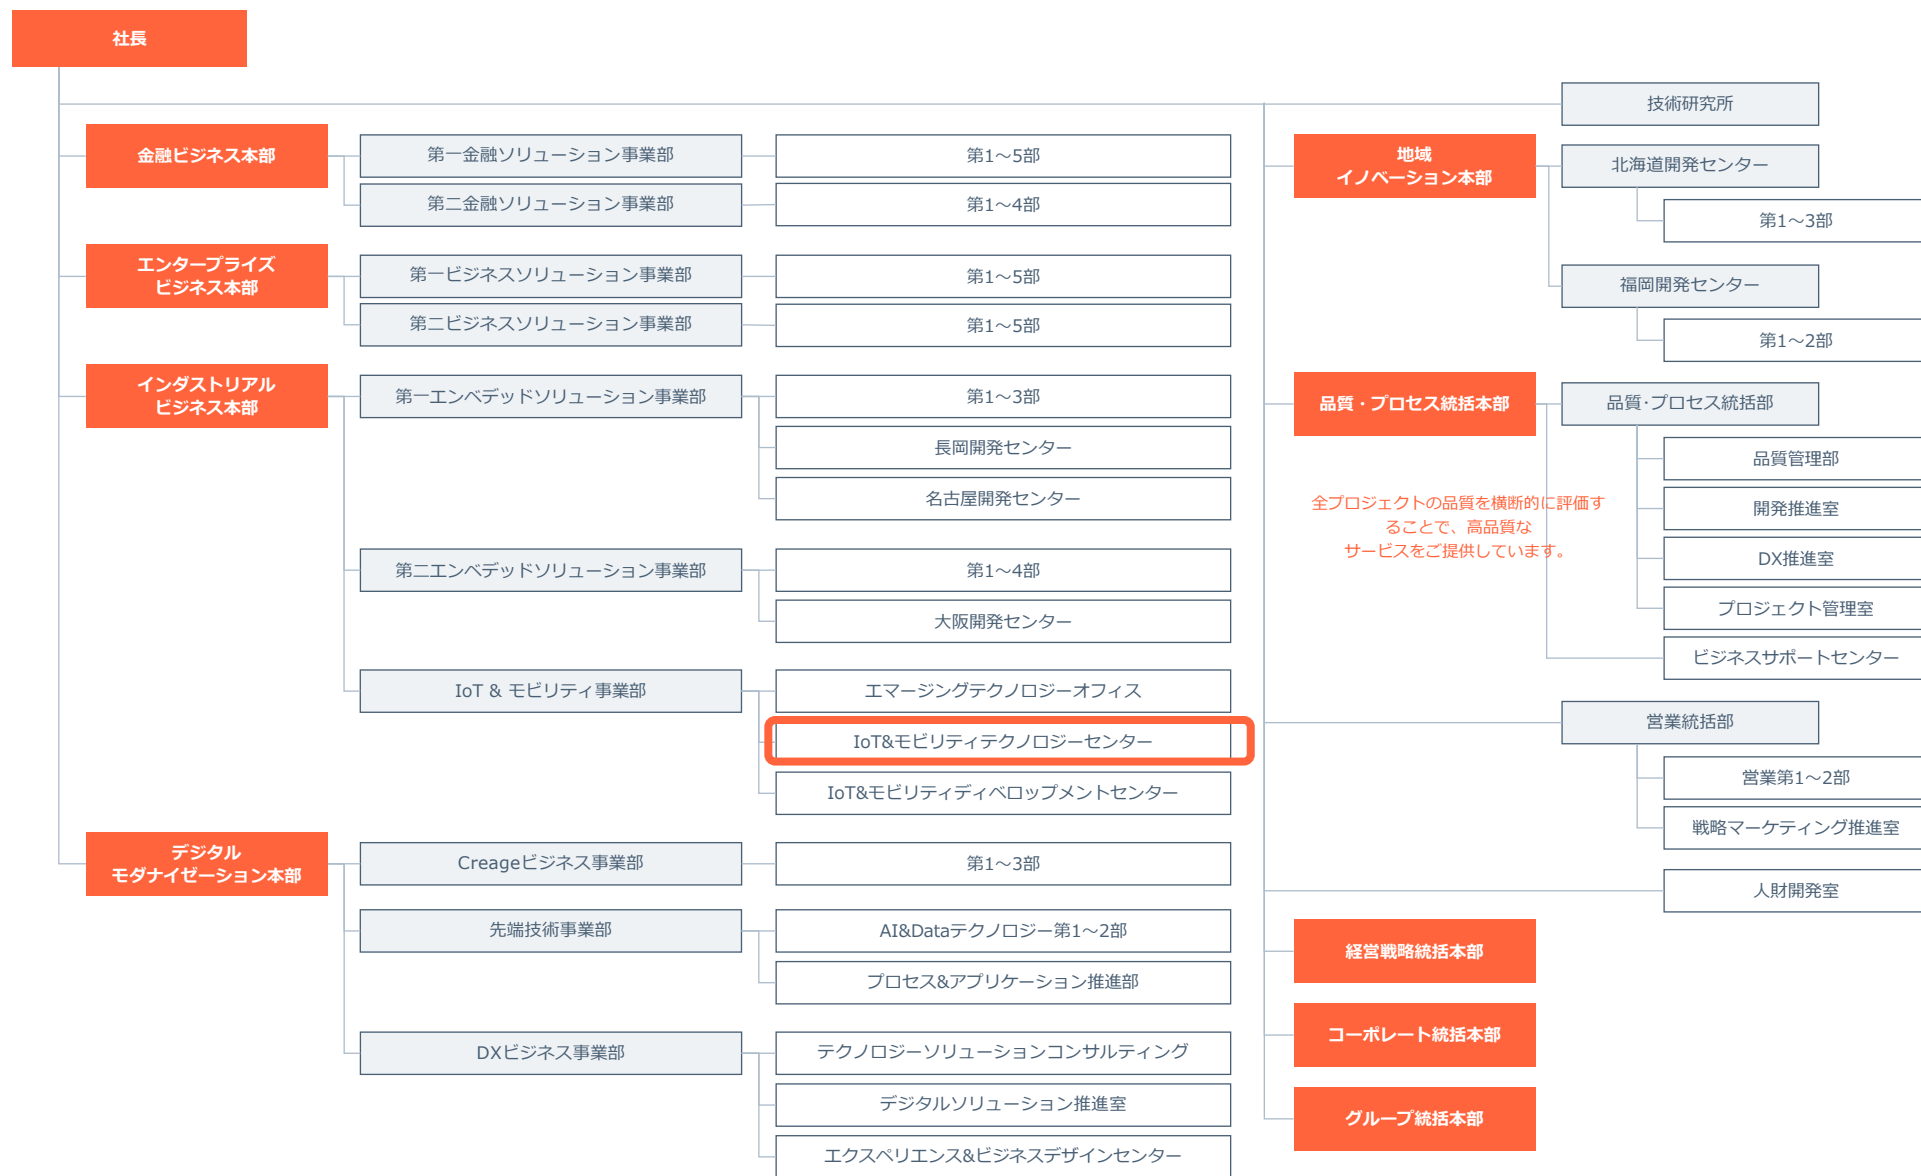 社長
金融ビジネス本部
第一金融ソリューション事業部
第1～5部
第二金融ソリューション事業部
第1～4部
エンタープライズ
ビジネス本部
第一ビジネスソリューション事業部
第1～5部
第二ビジネスソリューション事業部
第1～5部
インダストリアル
ビジネス本部
第一エンベデッドソリューション事業部
第1～3部
長岡開発センター
名古屋開発センター
第二エンベデッドソリューション事業部
第1～4部
大阪開発センター
IoT & モビリティ事業部
エマージングテクノロジーオフィス
IoT&モビリティテクノロジーセンター
IoT&モビリティディベロップメントセンター
デジタル
モダナイゼーション本部
Creageビジネス事業部
第1～3部
先端技術事業部
AI&Dataテクノロジー第1～2部
プロセス&アプリケーション推進部
DXビジネス事業部
テクノロジーソリューションコンサルティング
デジタルソリューション推進室
エクスペリエンス&ビジネスデザインセンター
技術研究所
地域
イノベーション本部
北海道開発センター
第1～3部
福岡開発センター
第1～2部
品質・プロセス統括本部
品質･プロセス統括部
品質管理部
開発推進室
DX推進室
プロジェクト管理室
ビジネスサポートセンター
全プロジェクトの品質を横断的に評価す
ることで、高品質な
サービスをご提供しています。
営業統括部
営業第1～2部
戦略マーケティング推進室
人財開発室
経営戦略統括本部
コーポレート統括本部
グループ統括本部